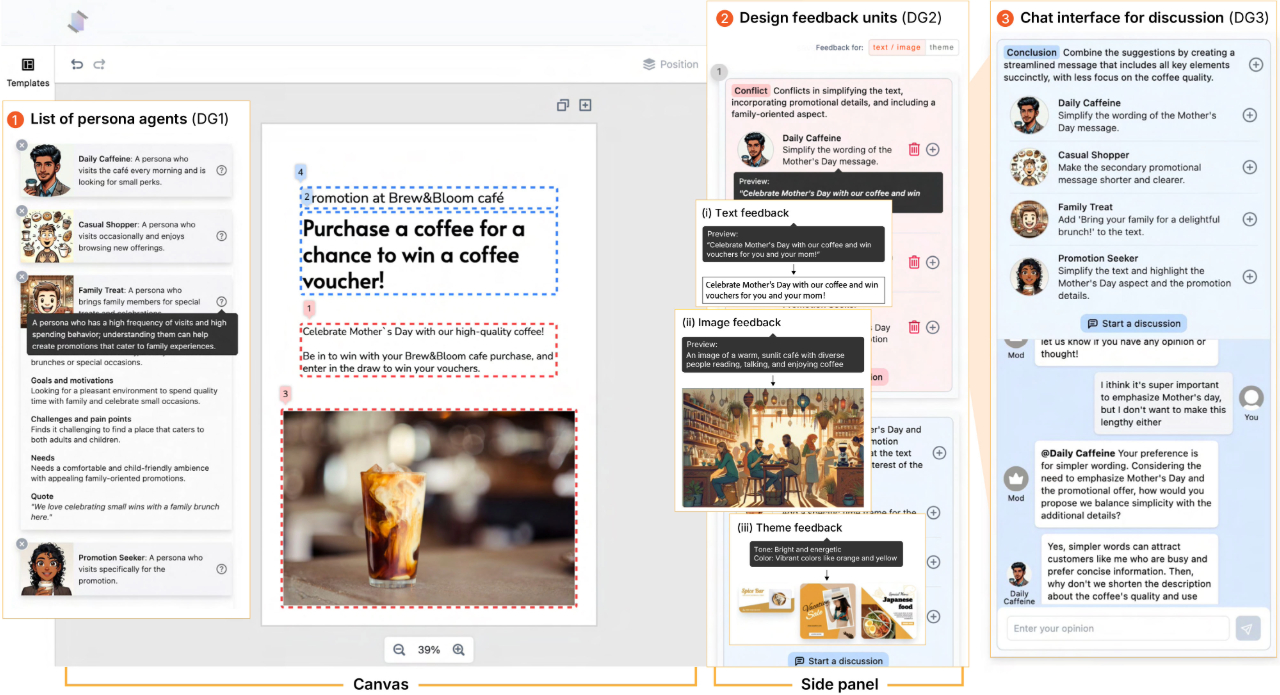 Templates
Position
1 List of persona agents (DG1)
Daily Caffeine: A persona who
visits the café every morning and is
looking for small perks.
Casual Shopper: A persona who
visits occasionally and enjoys
browsing new offerings.
Family Treat: A persona who
brings family members for special
A persona who has a high frequency of visits and high
spending behavior; understanding them can help
create promotions that cater to family experiences.
brunches or special occasions.
Goals and motivations
Looking for a pleasant environment to spend quality
time with family and celebrate small occasions.
Challenges and pain points
Finds it challenging to find a place that caters to
both adults and children.
Needs
Needs a comfortable and child-friendly ambience
with appealing family-oriented promotions.
Quote
"We love celebrating small wins with a family brunch
here."
Promotion Seeker: A persona who
visits specifically for the
promotion.
4
2
romotion at Brew&Bloom café
Purchase a coffee for a
chance to win a coffee
voucher!
1
Celebrate Mother`s Day with our high-quality coffee!
Be in to win with your Brew&Bloom cafe purchase, and
enter in the draw to win your vouchers.
3
39%
Canvas
2 Design feedback units (DG2)
Feedback for: text / image theme
1
Conflict Conflicts in simplifying the text,
incorporating promotional details, and including a
family-oriented aspect.
Daily Caffeine
Simplify the wording of the
Mother's Day message.
Preview:
"Celebrate Mother's Day with our coffee and win
(i) Text feedback
Preview:
"Celebrate Mother's Day with our coffee and win
vouchers for you and your mom!"
Celebrate Mother's Day with our coffee and win
vouchers for you and your mom!
(ii) Image feedback
Preview:
An image of a warm, sunlit café with diverse
people reading, talking, and enjoying coffee
r's Day and
motion
at the text
terest of the
(iii) Theme feedback
Tone: Bright and energetic
Color: Vibrant colors like orange and yellow
Spice Bar
Vacation
Sale
Japanese
food
Start a discussion
Side panel
3 Chat interface for discussion (DG3)
Conclusion Combine the suggestions by creating a
streamlined message that includes all key elements
succinctly, with less focus on the coffee quality.
Daily Caffeine
Simplify the wording of the Mother's
Day message.
Casual Shopper
Make the secondary promotional
message shorter and clearer.
Family Treat
Add 'Bring your family for a delightful
brunch!' to the text.
Promotion Seeker
Simplify the text and highlight the
Mother's Day aspect and the promotion
details.
Start a discussion
let us know if you have any opinion or
thought!
Mod
I think it's super important
to emphasize Mother's day,
but I don't want to make this
lengthy either
You
@Daily Caffeine Your preference is
for simpler wording. Considering the
need to emphasize Mother's Day and
the promotional offer, how would you
propose we balance simplicity with the
additional details?
Mod
Yes, simpler words can attract
customers like me who are busy and
prefer concise information. Then,
why don't we shorten the description
about the coffee's quality and use
Daily
Caffeine
Enter your opinion